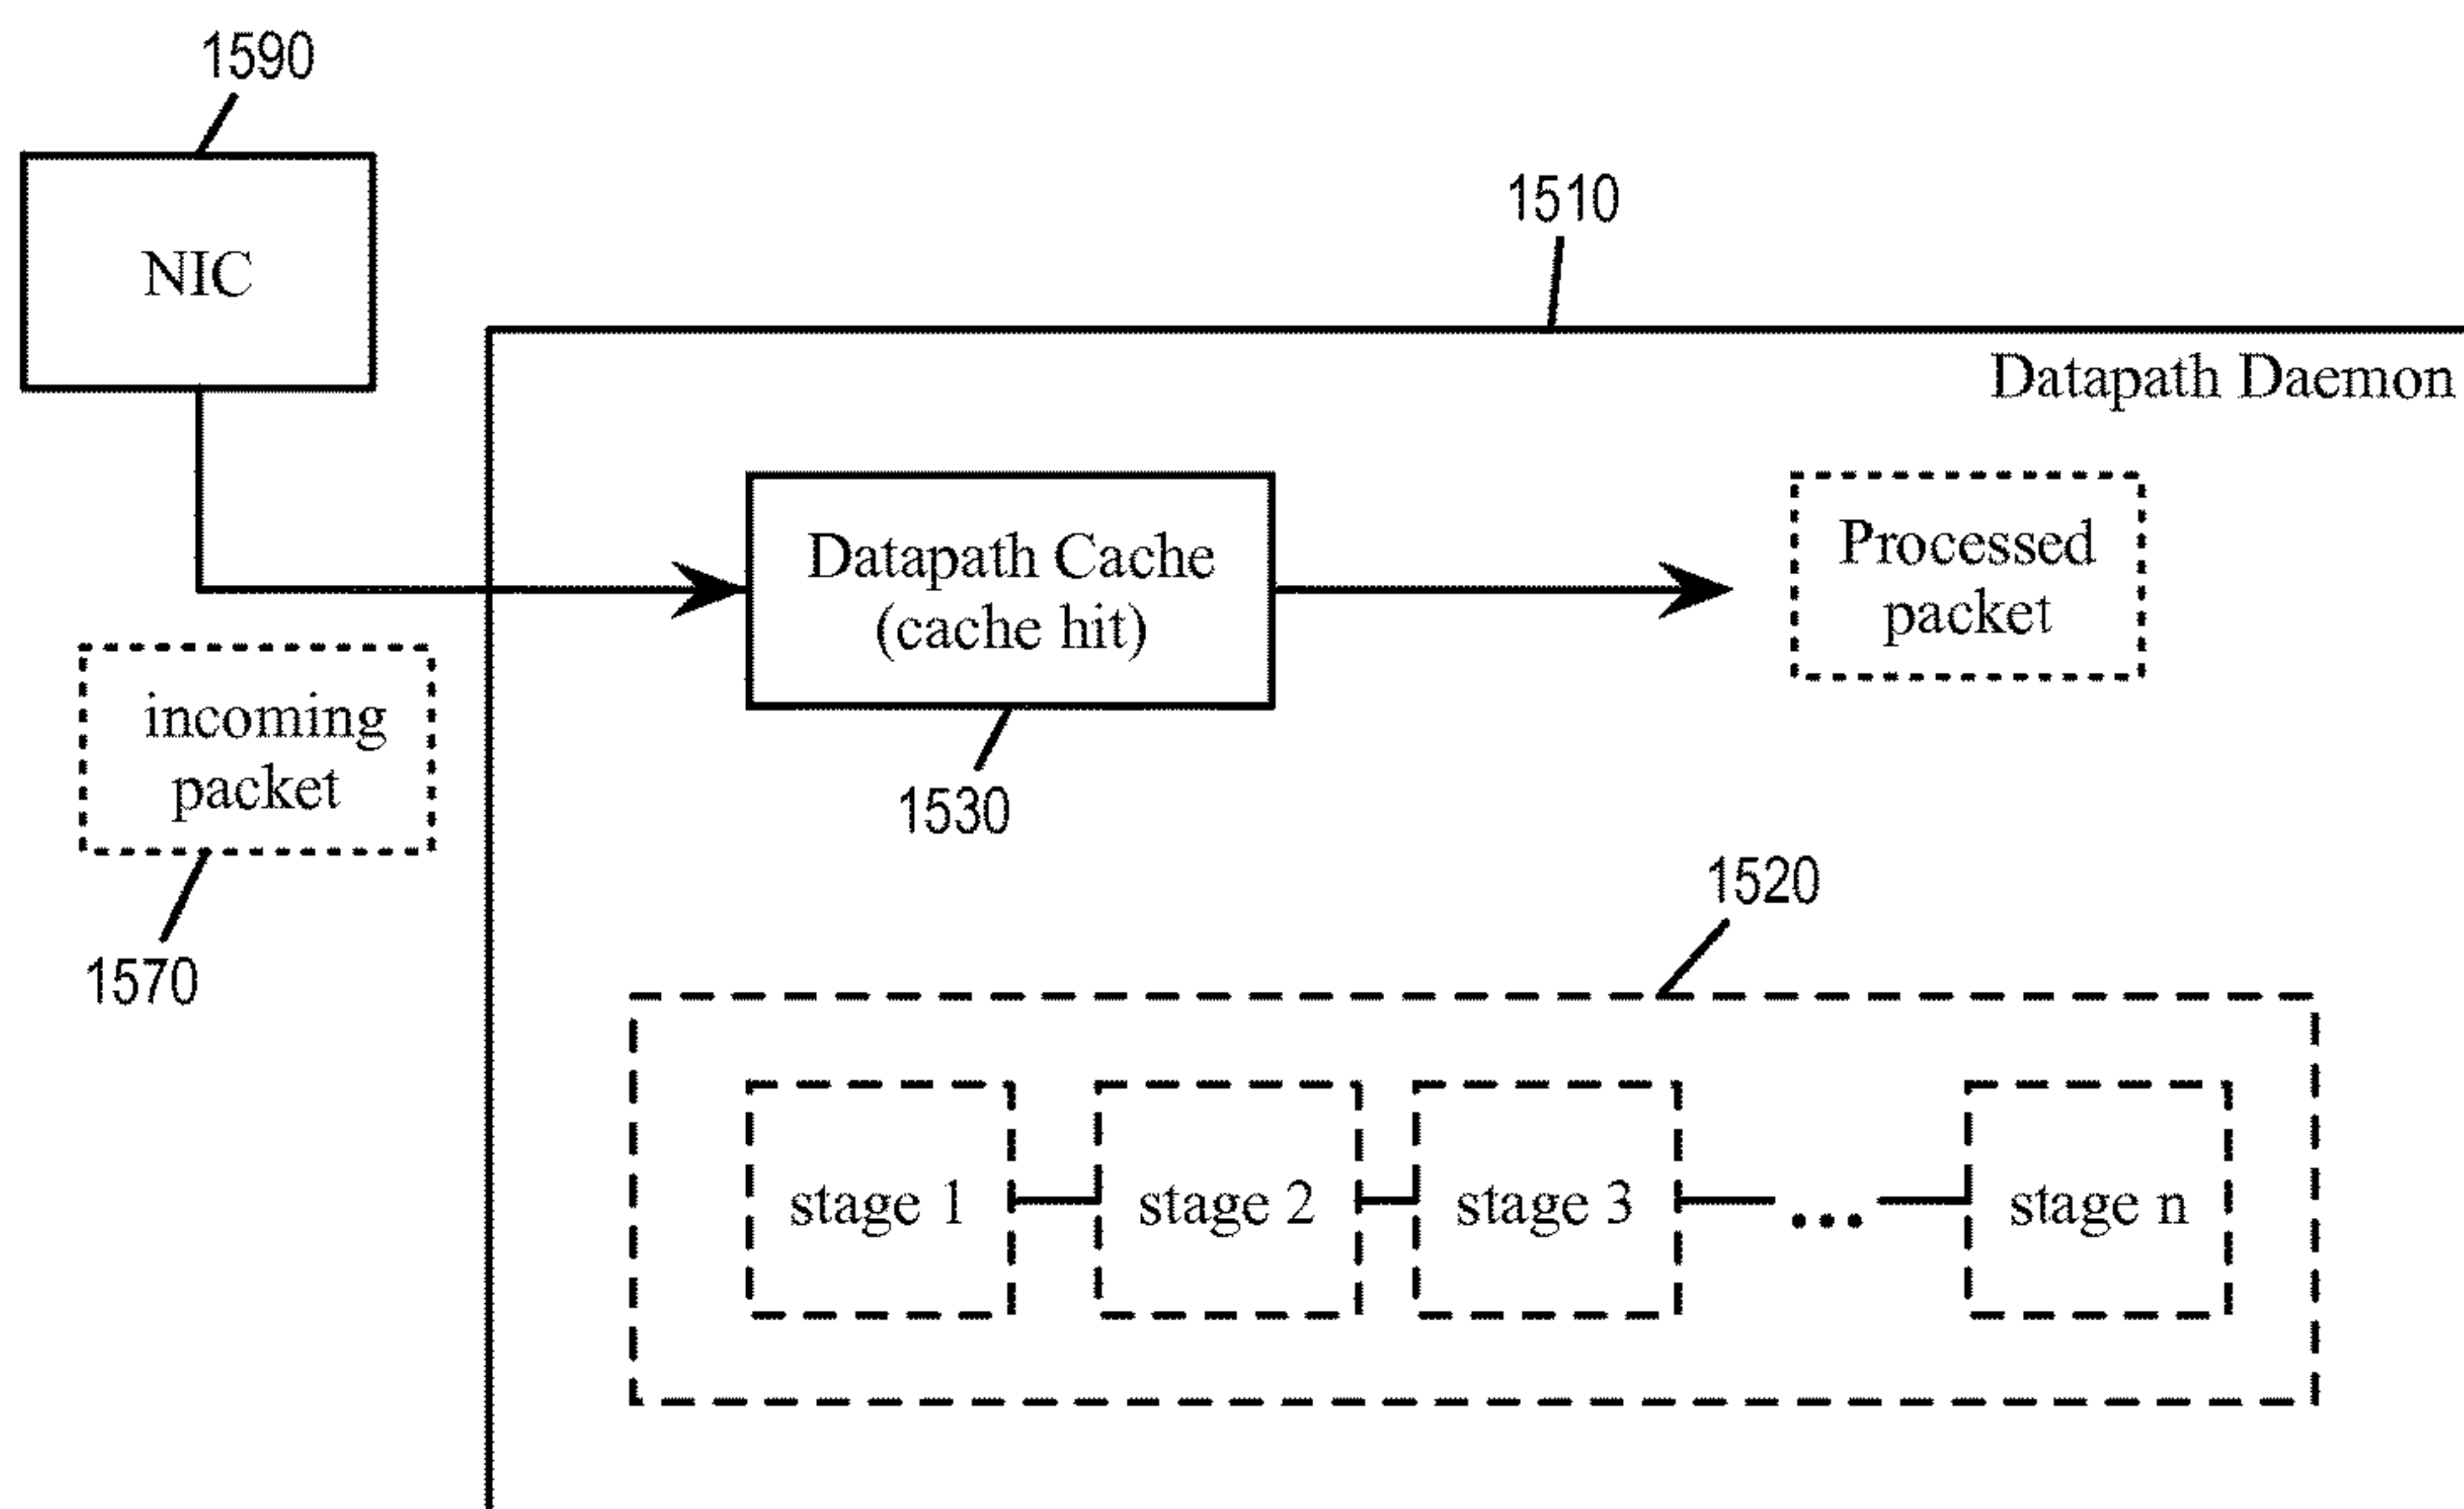 1590
NIC
1510
Datapath Daemon
Datapath Cache
(cache hit)
Processed
packet
incoming
packet
1530
1570
1520
stage 1
stage 2
stage 3
...
stage n